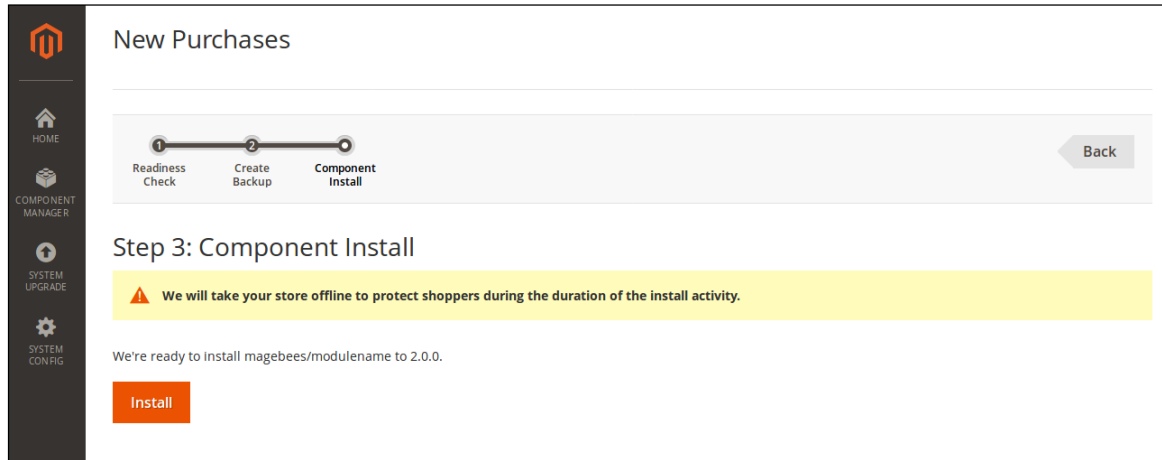 New Purchases
HOME
COMPONENT
MANAGER
SYSTEM
UPGRADE
SYSTEM
CONFIG
1
2
Readiness
Check
Create
Backup
Component
Install
Back
Step 3: Component Install
We will take your store offline to protect shoppers during the duration of the install activity.
We're ready to install magebees/modulename to 2.0.0.
Install